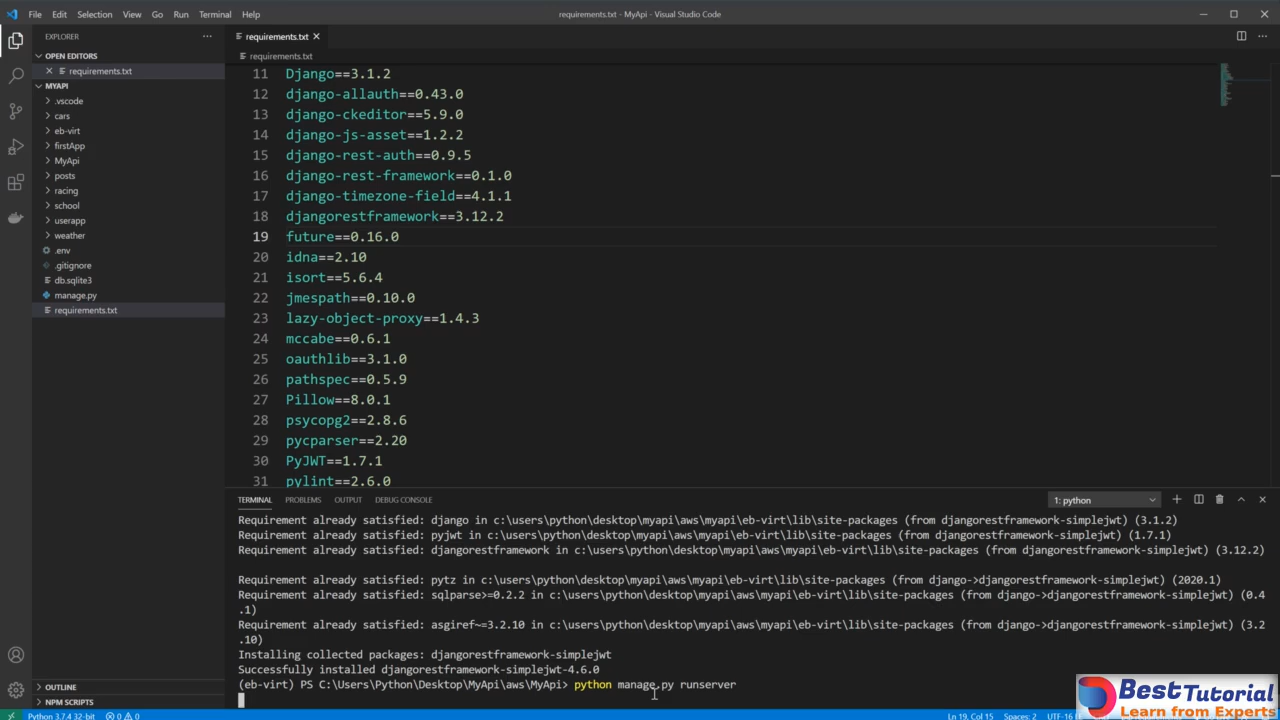 File Edit Selection View Go Run Terminal Help
requirements.txt - MyApi - Visual Studio Code
EXPLORER
OPEN EDITORS
requirements.txt
MYAPI
.vscode
cars
eb-virt
firstApp
MyApi
posts
racing
school
userapp
weather
.env
.gitignore
db.sqlite3
manage.py
requirements.txt
OUTLINE
NPM SCRIPTS
requirements.txt
requirements.txt
11 Django==3.1.2
12 django-allauth==0.43.0
13 django-ckeditor==5.9.0
14 django-js-asset==1.2.2
15 django-rest-auth==0.9.5
16 django-rest-framework==0.1.0
17 django-timezone-field==4.1.1
18 djangorestframework==3.12.2
19 future==0.16.0
20 idna==2.10
21 isort==5.6.4
22 jmespath==0.10.0
23 lazy-object-proxy==1.4.3
24 mccabe==0.6.1
25 oauthlib==3.1.0
26 pathspec==0.5.9
27 Pillow==8.0.1
28 psycopg2==2.8.6
29 pycparser==2.20
30 PyJWT==1.7.1
31 pylint==2.6.0
TERMINAL PROBLEMS OUTPUT DEBUG CONSOLE 1: python
Requirement already satisfied: django in c:\users\python\desktop\myapi\aws\myapi\eb-virt\lib\site-packages (from djangorestframework-simplejwt) (3.1.2)
Requirement already satisfied: pyjwt in c:\users\python\desktop\myapi\aws\myapi\eb-virt\lib\site-packages (from djangorestframework-simplejwt) (1.7.1)
Requirement already satisfied: djangorestframework in c:\users\python\desktop\myapi\aws\myapi\eb-virt\lib\site-packages (from djangorestframework-simplejwt) (3.12.2)
Requirement already satisfied: pytz in c:\users\python\desktop\myapi\aws\myapi\eb-virt\lib\site-packages (from django->djangorestframework-simplejwt) (2020.1)
Requirement already satisfied: sqlparse>=0.2.2 in c:\users\python\desktop\myapi\aws\myapi\eb-virt\lib\site-packages (from django->djangorestframework-simplejwt) (0.4
.1)
Requirement already satisfied: asgiref~=3.2.10 in c:\users\python\desktop\myapi\aws\myapi\eb-virt\lib\site-packages (from django->djangorestframework-simplejwt) (3.2
.10)
Installing collected packages: djangorestframework-simplejwt
Successfully installed djangorestframework-simplejwt-4.6.0
(eb-virt) PS C:\Users\Python\Desktop\MyApi\aws\MyApi> python manage.py runserver
Python 3.7.4 32-bit 0 0 Ln 19, Col 15 Spaces: 2 UTF-16
BestTutorial
Learn from Experts